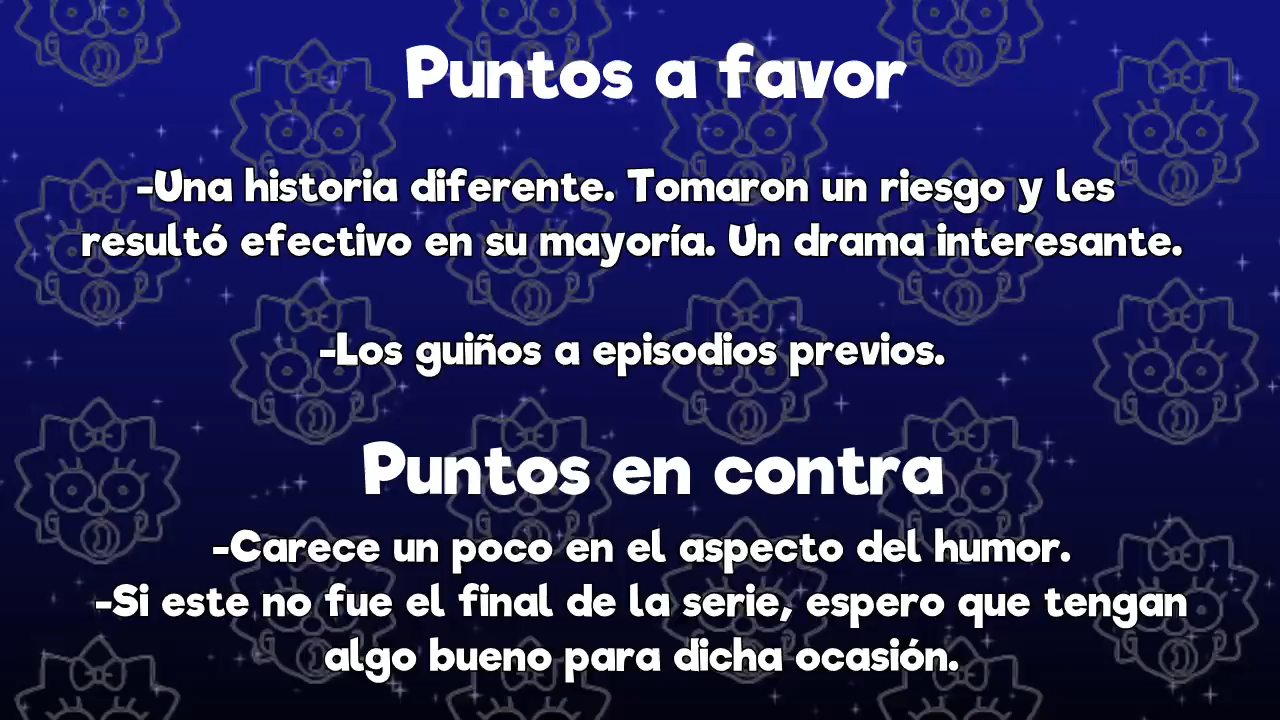 Puntos a favor
-Una historia diferente. Tomaron un riesgo y les
resultó efectivo en su mayoría. Un drama interesante.
-Los guiños a episodios previos.
Puntos en contra
-Carece un poco en el aspecto del humor.
-Si este no fue el final de la serie, espero que tengan
algo bueno para dicha ocasión.